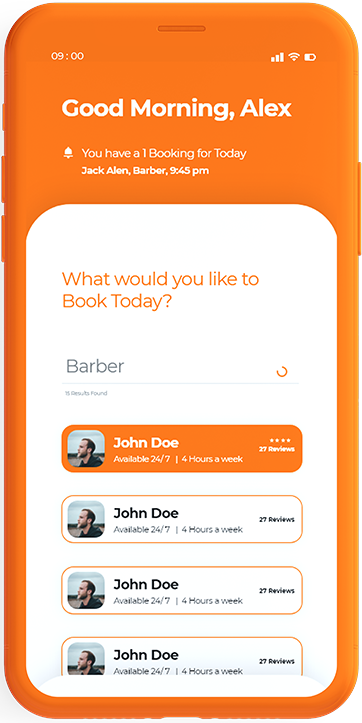 09:00
Good Morning, Alex
You have a 1 Booking for Today
Jack Alen, Barber, 9:45 pm
What would you like to
Book Today?
Barber
15 Results Found
John Doe
Available 24/7 | 4 Hours a week
27 Reviews
John Doe
Available 24/7 | 4 Hours a week
27 Reviews
John Doe
Available 24/7 | 4 Hours a week
27 Reviews
John Doe
Available 24/7 | 4 Hours a week
27 Reviews